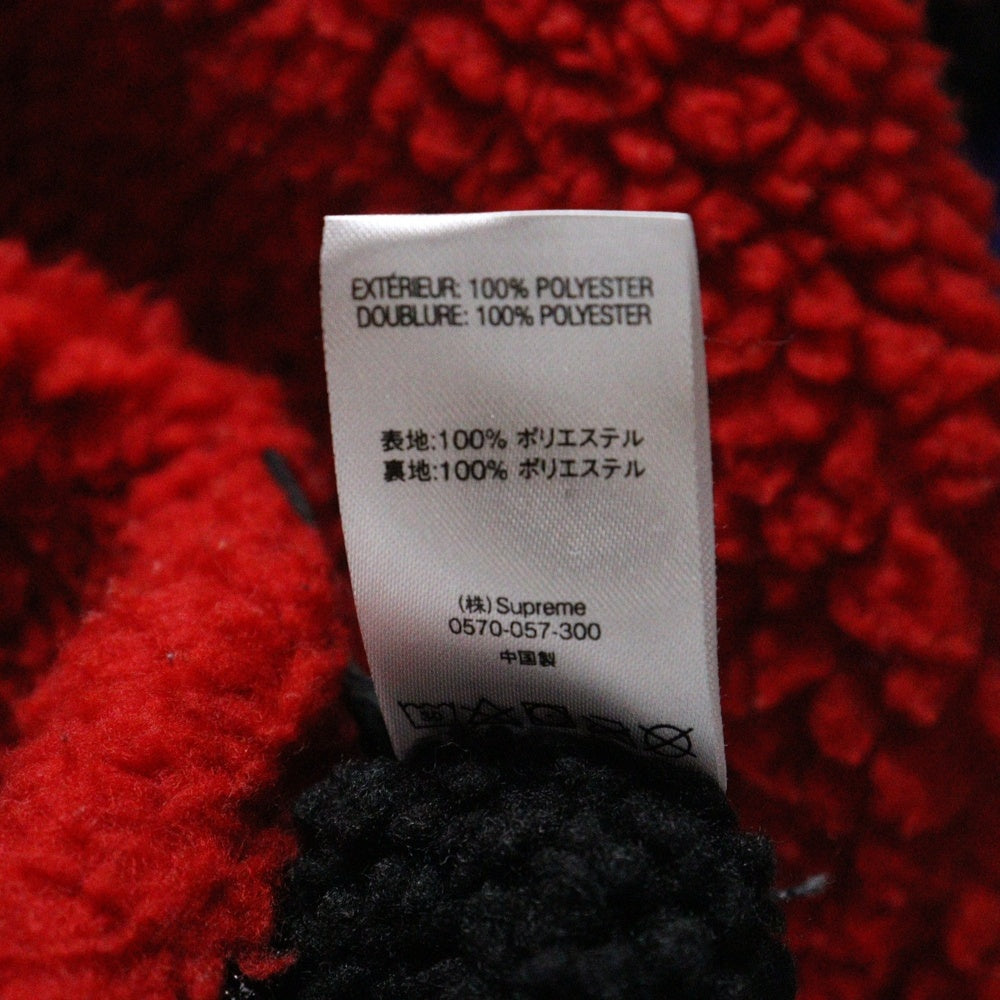 EXTÉRIEUR: 100% POLYESTER
DOUBLURE: 100% POLYESTER
表地:100% ポリエステル
裏地:100% ポリエステル
(株)Supreme
0570-057-300
中国製